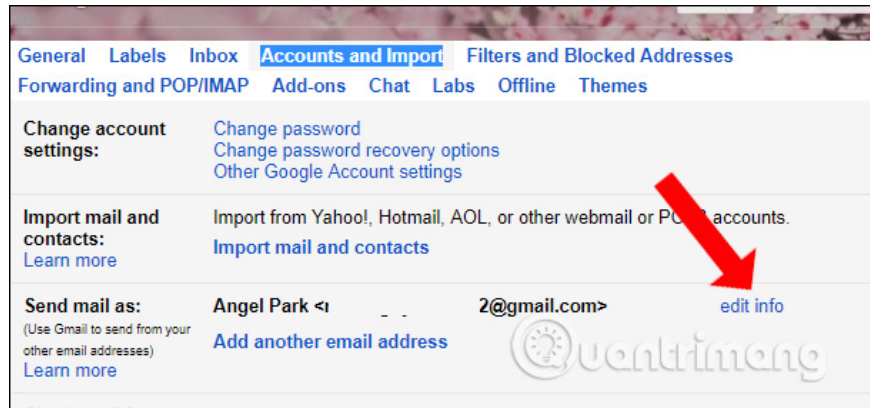 General Labels Inbox Accounts and Import Filters and Blocked Addresses
Forwarding and POP/IMAP Add-ons Chat Labs Offline Themes
Change account
settings:
Change password
Change password recovery options
Other Google Account settings
Import mail and
contacts:
Learn more
Import from Yahoo!, Hotmail, AOL, or other webmail or accounts.
Import mail and contacts
Send mail as:
(Use Gmail to send from your
other email addresses)
Learn more
Angel Park < 2@gmail.com>
edit info
Add another email address
Quantrimang